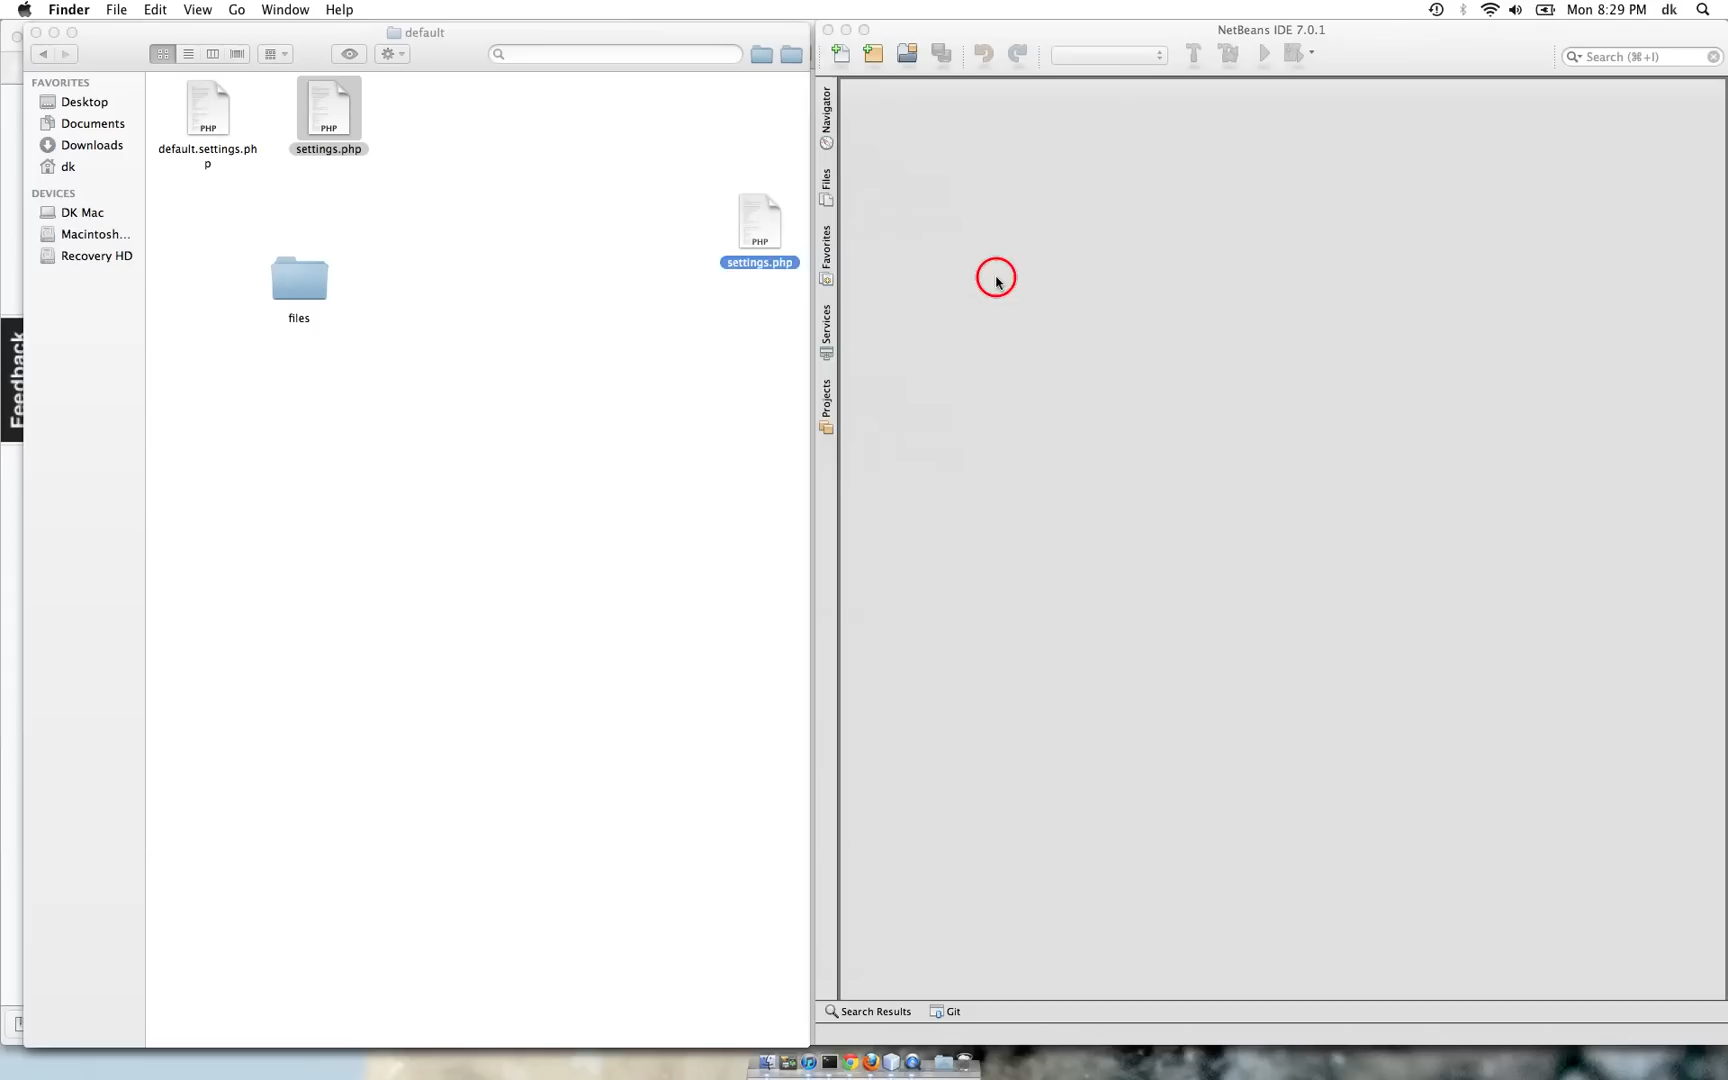 Finder File Edit View Go Window Help
Mon 8:29 PM dk
default
NetBeans IDE 7.0.1
Search (⌘+I)
FAVORITES
Desktop
Documents
Downloads
dk
DEVICES
DK Mac
Macintosh...
Recovery HD
PHP
default.settings.ph
p
PHP
settings.php
PHP
settings.php
files
Feedback
Navigator
Files
Favorites
Services
Projects
Search Results Git